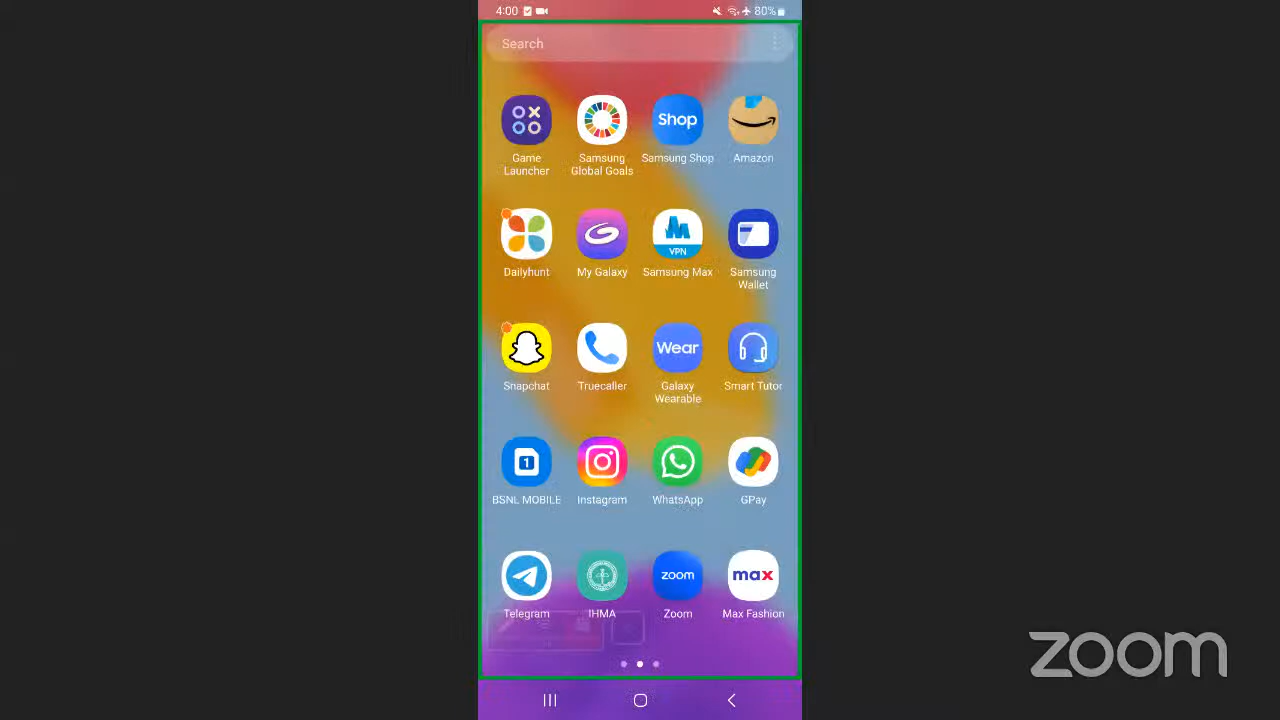 4:00
80%
Search
Shop
Game
Launcher
Samsung
Global Goals
Samsung Shop
Amazon
VPN
Dailyhunt
My Galaxy
Samsung Max
Samsung
Wallet
Wear
Snapchat
Truecaller
Galaxy
Wearable
Smart Tutor
1
BSNL MOBILE
Instagram
WhatsApp
GPay
zoom
max
Telegram
IHMA
Zoom
Max Fashion
zoom